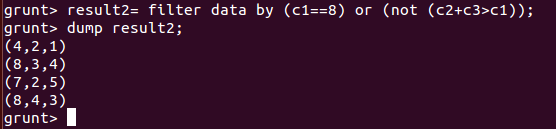 grunt> result2= filter data by (c1==8) or (not (c2+c3>c1));
grunt> dump result2;
(4,2,1)
(8,3,4)
(7,2,5)
(8,4,3)
grunt>